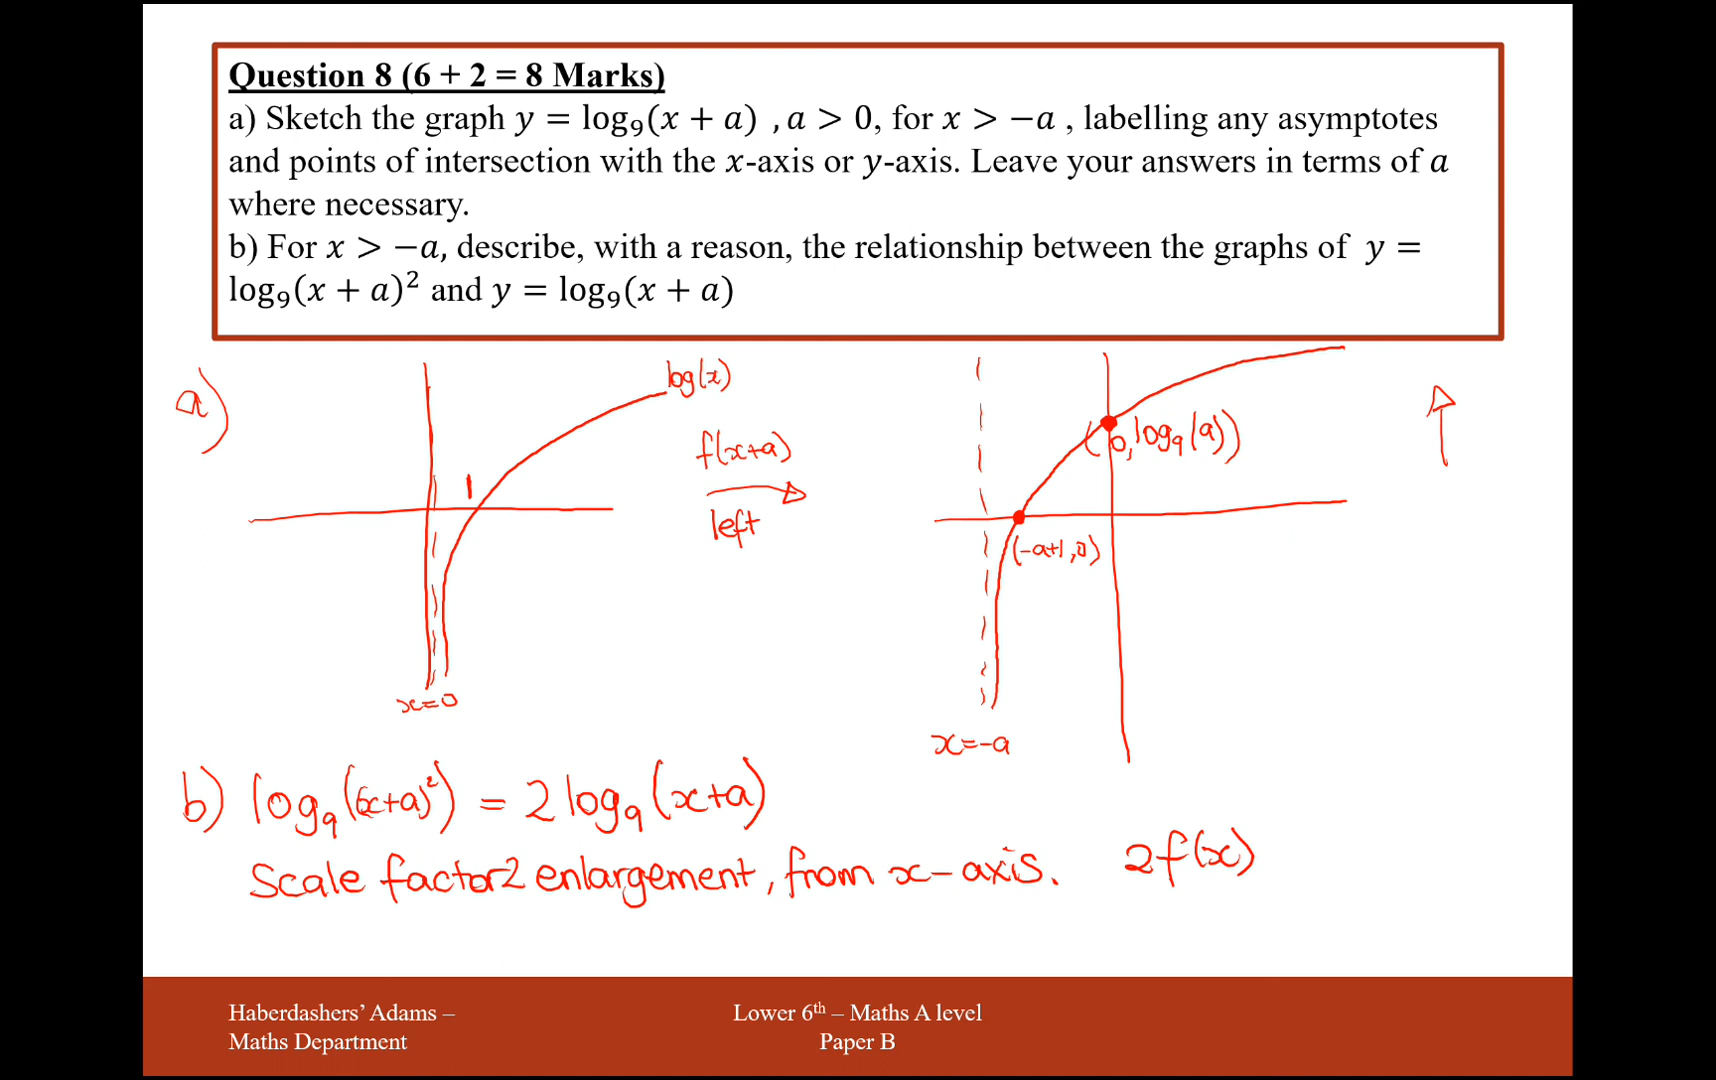 Question 8 (6 + 2 = 8 Marks)
a) Sketch the graph y = log₉(x + a) , a > 0, for x > −a , labelling any asymptotes
and points of intersection with the x-axis or y-axis. Leave your answers in terms of a
where necessary.
b) For x > −a, describe, with a reason, the relationship between the graphs of y =
log₉(x + a)² and y = log₉(x + a)
a)
log(x)
1
f(x+a)
left
x=0
(0, log₉(a))
(-a+1, 0)
x=-a
b) log₉((x+a)²) = 2 log₉(x+a)
Scale factor 2 enlargement, from x-axis. 2f(x)
Haberdashers' Adams –
Maths Department
Lower 6th – Maths A level
Paper B